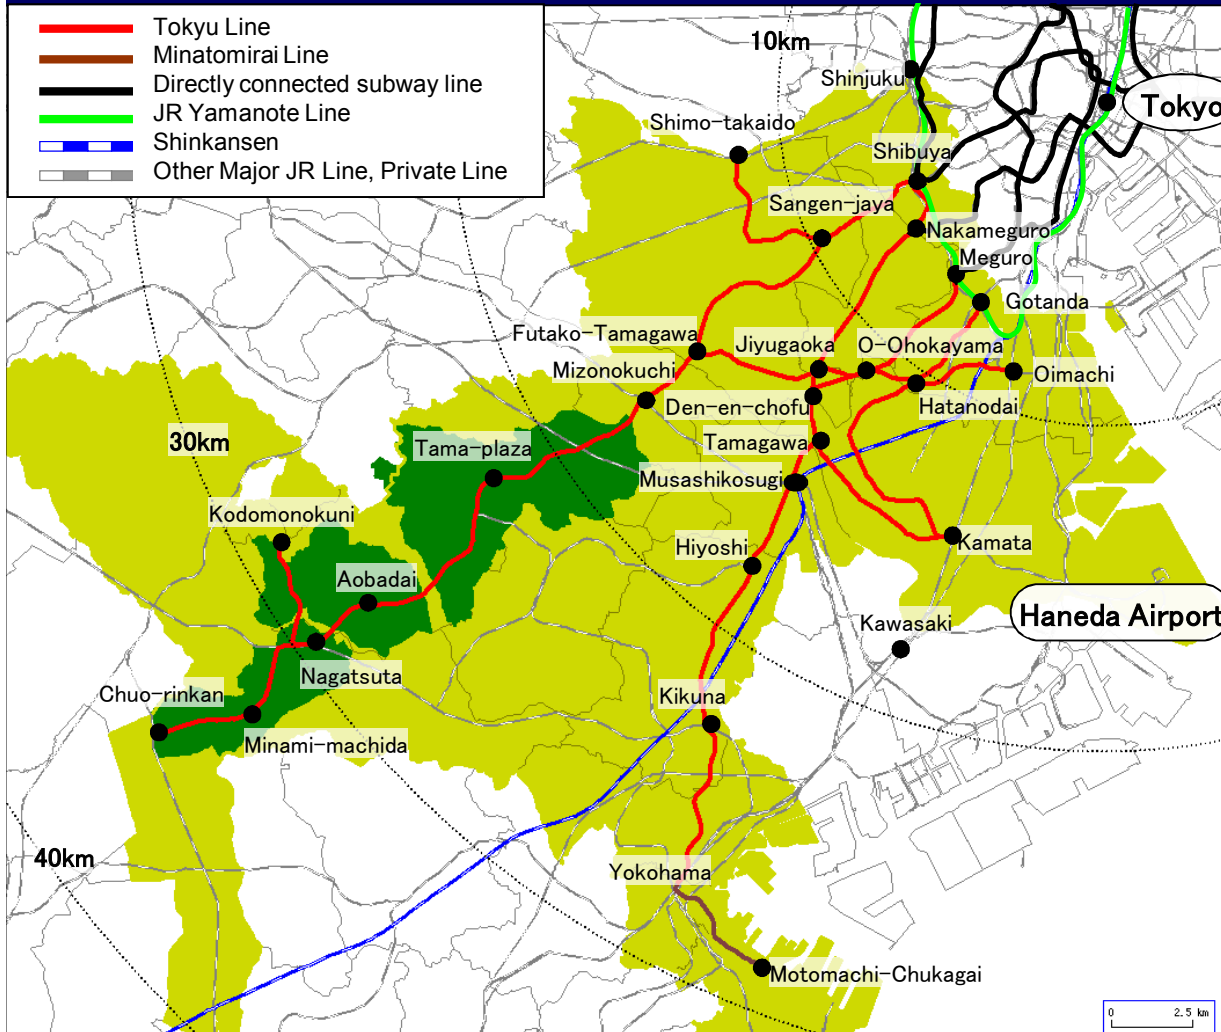 Tokyu Line
Minatomirai Line
Directly connected subway line
JR Yamanote Line
Shinkansen
Other Major JR Line, Private Line
10km
Shinjuku
Tokyo
Shimo-takaido
Shibuya
Sangen-jaya
Nakameguro
Meguro
Gotanda
Futako-Tamagawa
Jiyugaoka
O-Ohokayama
Mizonokuchi
Oimachi
Den-en-chofu
Hatanodai
30km
Tamagawa
Tama-plaza
Musashikosugi
Kodomonokuni
Hiyoshi
Kamata
Aobadai
Kawasaki
Haneda Airport
Nagatsuta
Chuo-rinkan
Kikuna
Minami-machida
40km
Yokohama
Motomachi-Chukagai
0 2.5 km